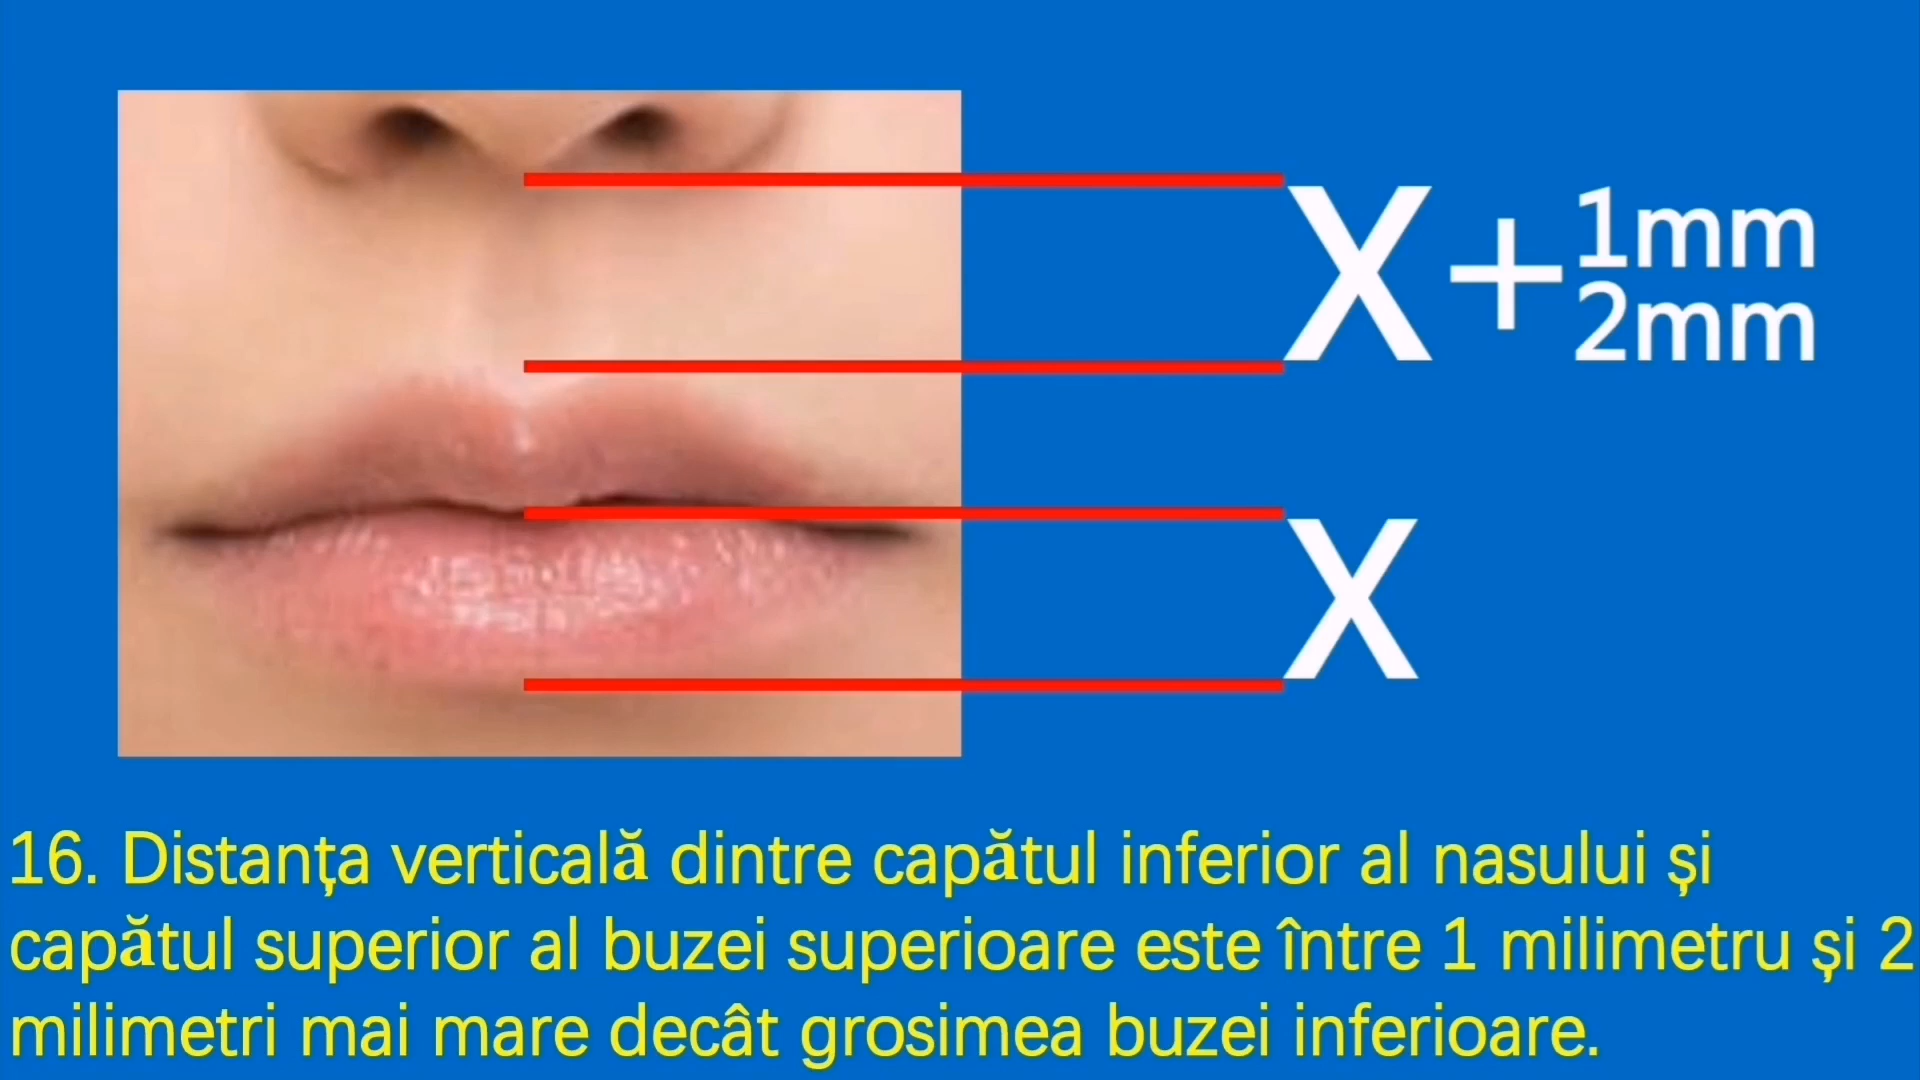 X+1mm
2mm
X
16. Distanța verticală dintre capătul inferior al nasului și
capătul superior al buzei superioare este între 1 milimetru și 2
milimetri mai mare decât grosimea buzei inferioare.